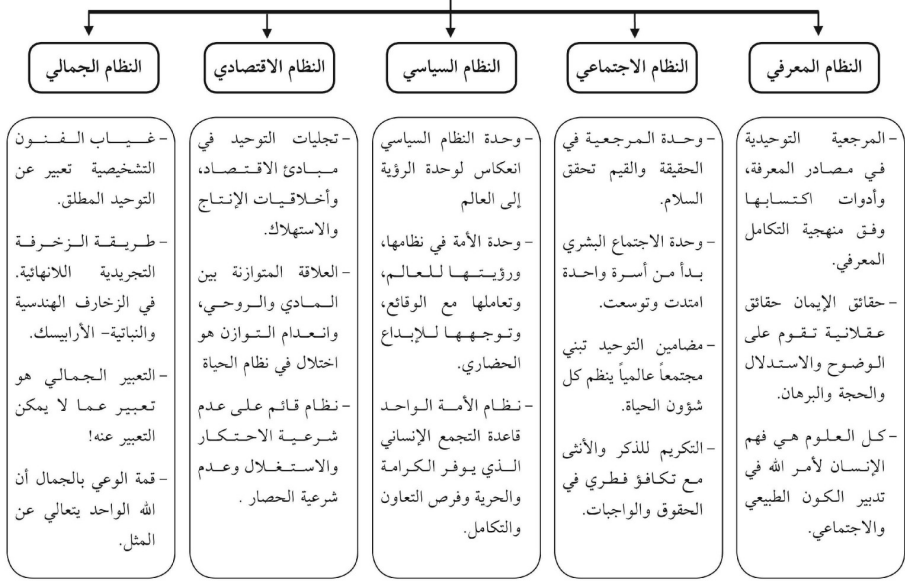 النظام المعرفي
النظام الاجتماعي
النظام السياسي
النظام الاقتصادي
النظام الجمالي
- المرجعية التوحيدية
في مصادر المعرفة،
وأدوات اكتسابها
وفق منهجية التكامل
المعرفي.
- حقائق الإيمان حقائق
عقلانية تقوم على
الوضوح والاستدلال
والحجة والبرهان.
- كل العلوم هي فهم
الإنسان لأمر الله في
تدبير الكون الطبيعي
والاجتماعي.
- وحدة المرجعية في
الحقيقة والقيم تحقق
السلام.
- وحدة الاجتماع البشري
بدأ من أسرة واحدة
امتدت وتوسعت.
- مضامين التوحيد تبني
مجتمعاً عالمياً ينظم كل
شؤون الحياة.
- التكريم للذكر والأنثى
مع تكافؤ فطري في
الحقوق والواجبات.
- وحدة النظام السياسي
انعكاس لوحدة الرؤية
إلى العالم
- وحدة الأمة في نظامها،
ورؤيتها للعالم،
وتعاملها مع الوقائع،
وتوجهها للإبداع
الحضاري.
- نظام الأمة الواحد
قاعدة التجمع الإنساني
الذي يوفر الكرامة
والحرية وفرص التعاون
والتكامل.
- تجليات التوحيد في
مبادئ الاقتصاد،
وأخلاقيات الإنتاج
والاستهلاك.
- العلاقة المتوازنة بين
المادي والروحي،
وانعدام التوازن هو
اختلال في نظام الحياة
- نظام قائم على عدم
شرعية الاحتكار
والاستغلال وعدم
شرعية الحصار .
- غياب الفنون
التشخيصية تعبير عن
التوحيد المطلق.
- طريقة الزخرفة
التجريدية اللانهائية.
في الزخارف الهندسية
والنباتية- الأرابيسك.
- التعبير الجمالي هو
تعبير عما لا يمكن
التعبير عنه!
- قمة الوعي بالجمال أن
الله الواحد يتعالي عن
المثل.